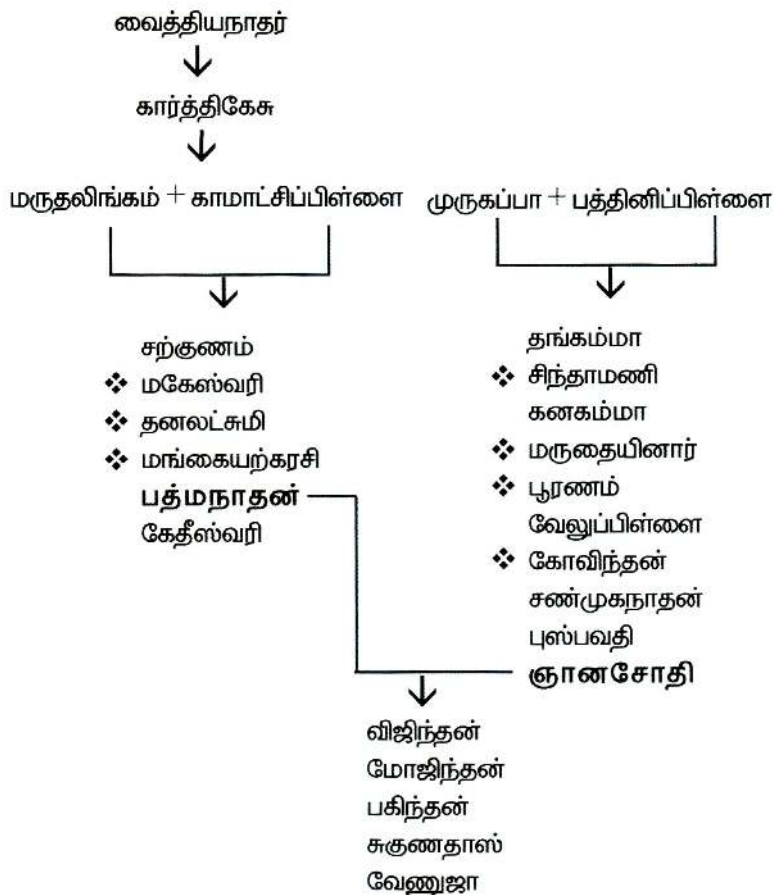 வைத்தியநாதர்
கார்த்திகேசு
மருதலிங்கம் + காமாட்சிப்பிள்ளை
முருகப்பா + பத்தினிப்பிள்ளை
சற்குணம்
❖ மகேஸ்வரி
❖ தனலட்சுமி
❖ மங்கையற்கரசி
பத்மநாதன்
கேதீஸ்வரி
தங்கம்மா
❖ சிந்தாமணி
கனகம்மா
❖ மருதையினார்
❖ பூரணம்
வேலுப்பிள்ளை
❖ கோவிந்தன்
சண்முகநாதன்
புஸ்பவதி
ஞானசோதி
விஜிந்தன்
மோஜிந்தன்
பகிந்தன்
சுகுணதாஸ்
வேணுஜா